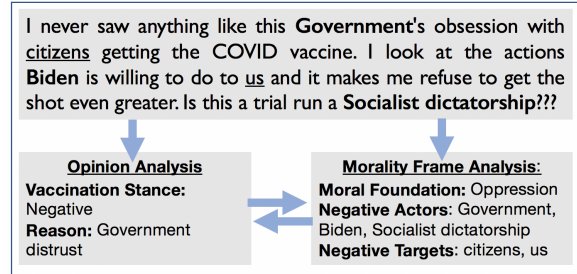 I never saw anything like this Government's obsession with
citizens getting the COVID vaccine. I look at the actions
Biden is willing to do to us and it makes me refuse to get the
shot even greater. Is this a trial run a Socialist dictatorship???
Opinion Analysis
Vaccination Stance:
Negative
Reason: Government
distrust
Morality Frame Analysis:
Moral Foundation: Oppression
Negative Actors: Government,
Biden, Socialist dictatorship
Negative Targets: citizens, us